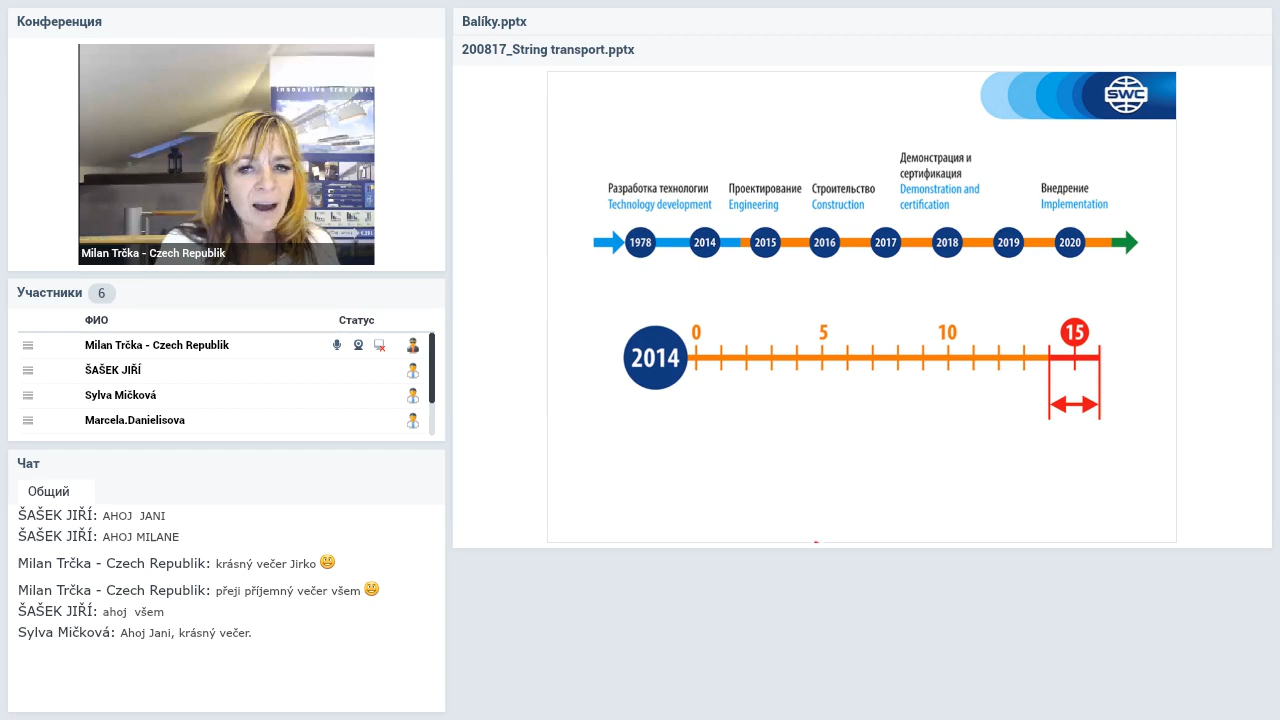 Конференция
innovative transport
Milan Trčka - Czech Republik
Участники 6
ФИО Статус
Milan Trčka - Czech Republik
ŠAŠEK JIŘÍ
Sylva Mičková
Marcela.Danielisova
Чат
Общий
ŠAŠEK JIŘÍ: AHOJ JANI
ŠAŠEK JIŘÍ: AHOJ MILANE
Milan Trčka - Czech Republik: krásný večer Jirko
Milan Trčka - Czech Republik: přeji příjemný večer všem
ŠAŠEK JIŘÍ: ahoj všem
Sylva Mičková: Ahoj Jani, krásný večer.
Balíky.pptx
200817_String transport.pptx
SWC
Разработка технологии
Technology development
Проектирование
Engineering
Строительство
Construction
Демонстрация и
сертификация
Demonstration and
certification
Внедрение
Implementation
1978 2014 2015 2016 2017 2018 2019 2020
0 5 10 15
2014